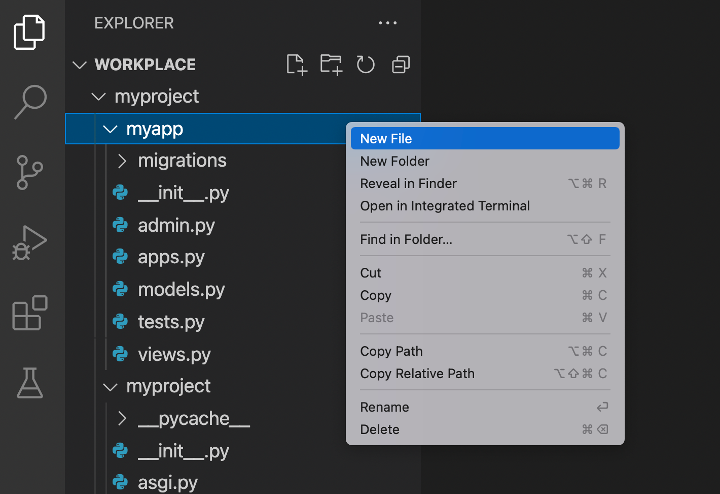 EXPLORER
WORKPLACE
myproject
myapp
migrations
__init__.py
admin.py
apps.py
models.py
tests.py
views.py
myproject
__pycache__
__init__.py
asgi.py
New File
New Folder
Reveal in Finder ⌥⌘ R
Open in Integrated Terminal
Find in Folder... ⌥⇧ F
Cut ⌘ X
Copy ⌘ C
Paste ⌘ V
Copy Path ⌥⌘ C
Copy Relative Path ⌥⇧⌘ C
Rename ↩
Delete ⌘⌫